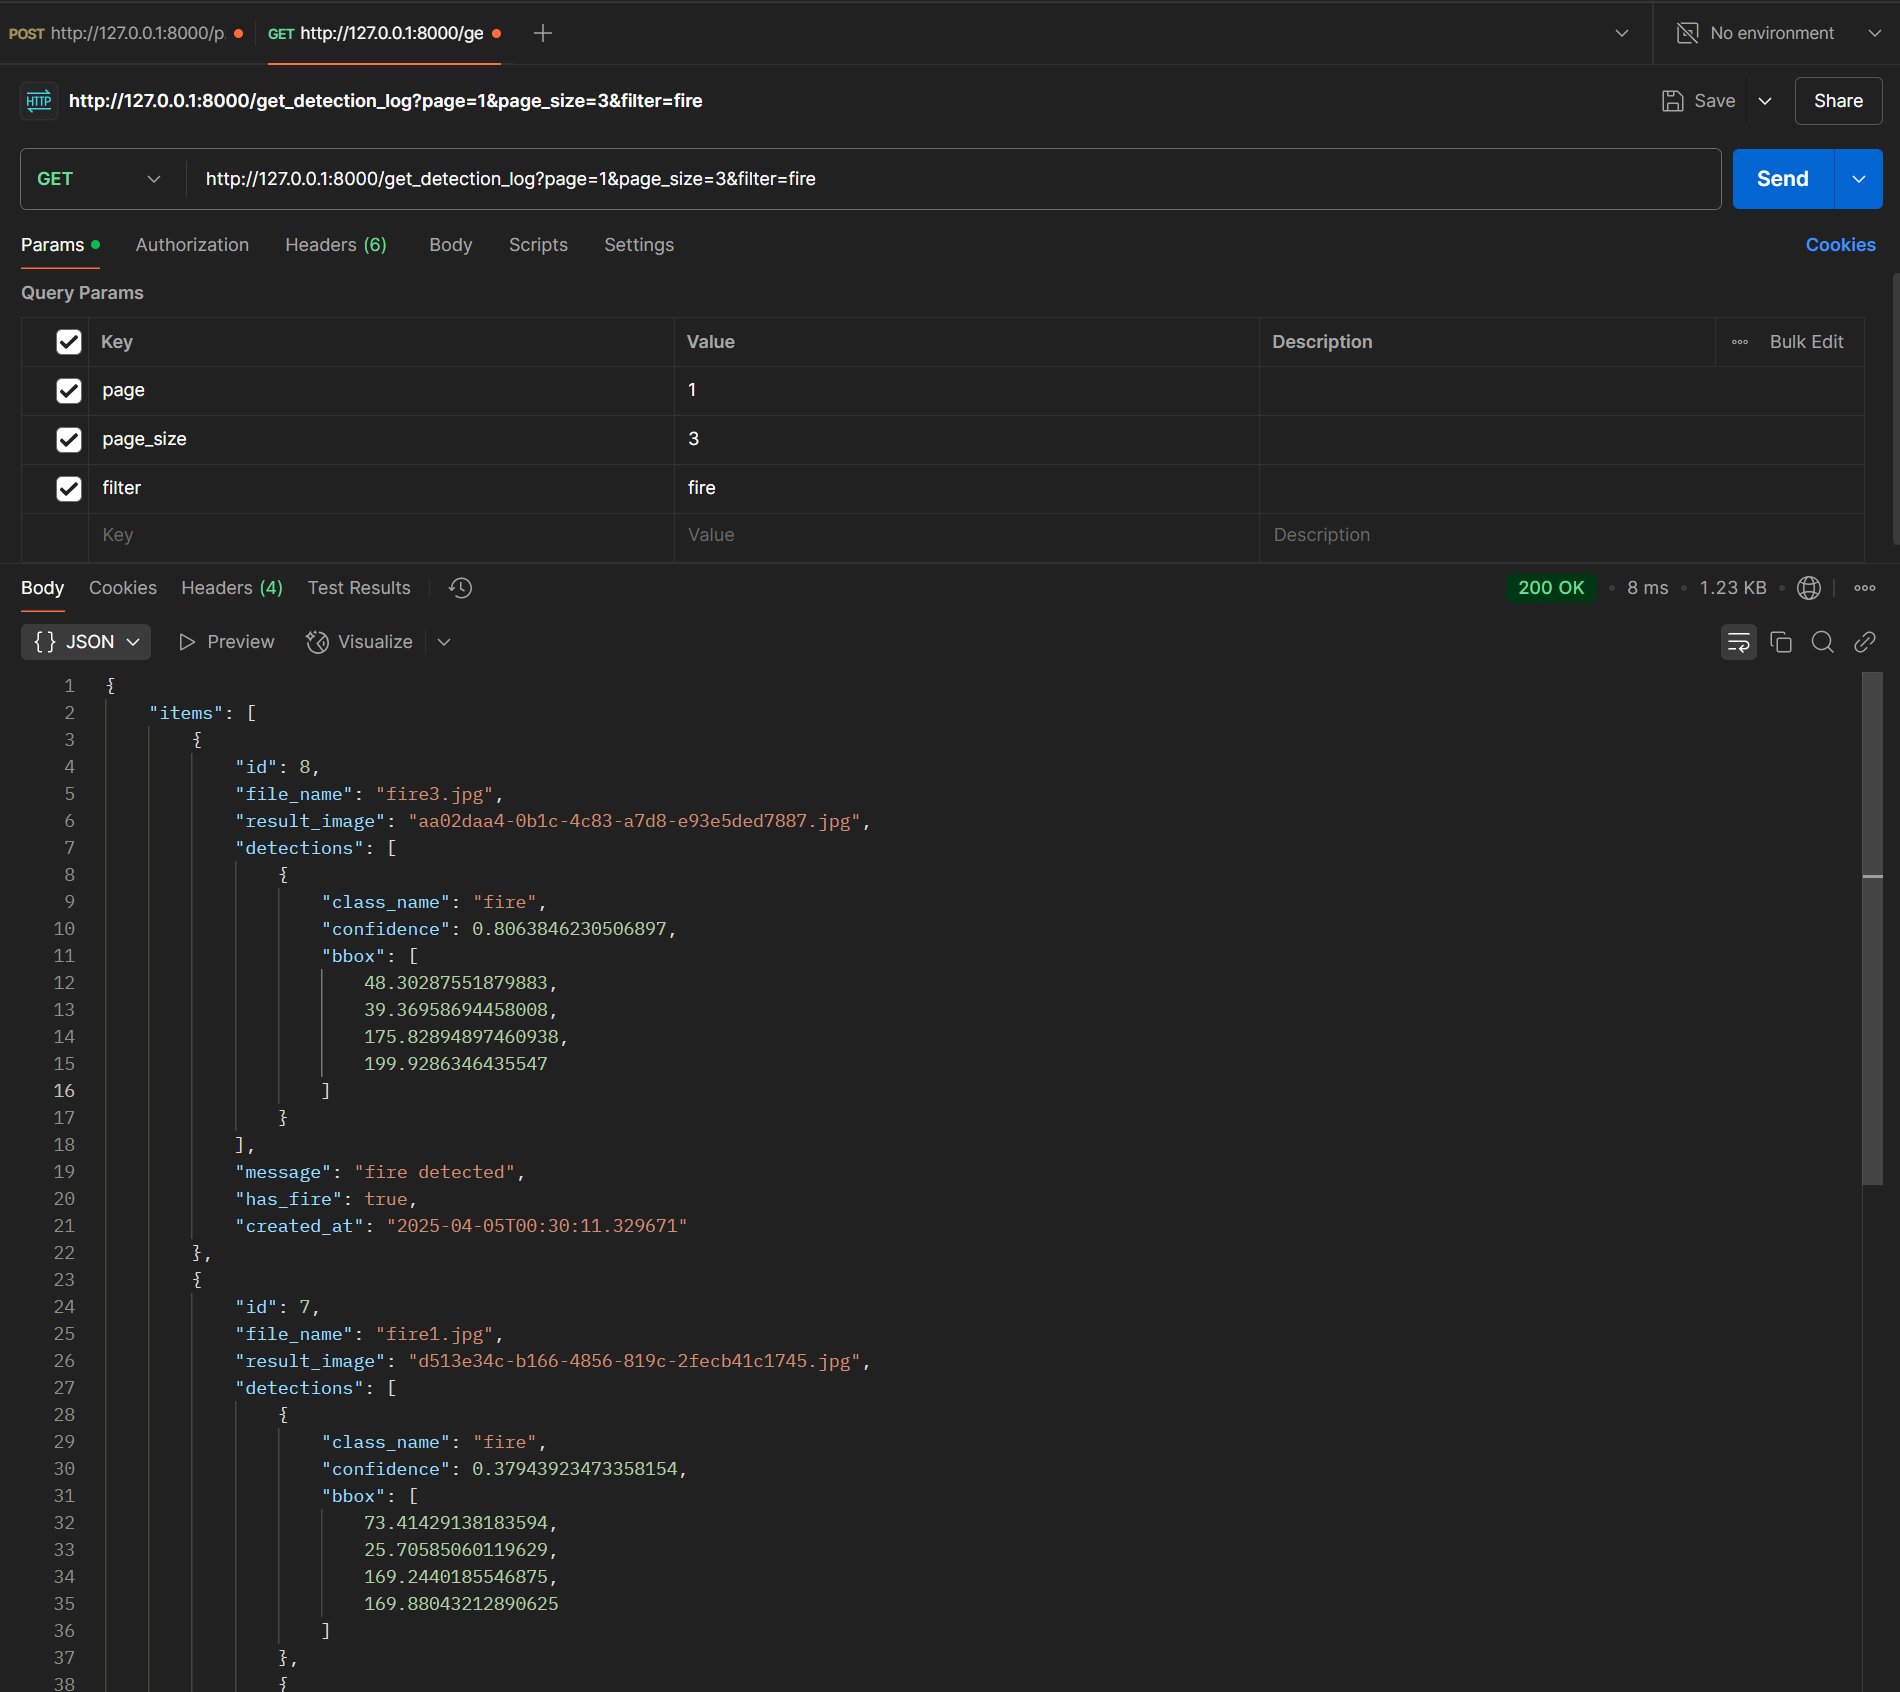 POST http://127.0.0.1:8000/p. GET http://127.0.0.1:8000/ge No environment
HTTP http://127.0.0.1:8000/get_detection_log?page=1&page_size=3&filter=fire Save Share
GET http://127.0.0.1:8000/get_detection_log?page=1&page_size=3&filter=fire Send
Params Authorization Headers (6) Body Scripts Settings Cookies
Query Params
Key Value Description Bulk Edit
page 1
page_size 3
filter fire
Key Value Description
Body Cookies Headers (4) Test Results 200 OK 8 ms 1.23 KB
{} JSON Preview Visualize
1 {
2 "items": [
3 {
4 "id": 8,
5 "file_name": "fire3.jpg",
6 "result_image": "aa02daa4-0b1c-4c83-a7d8-e93e5ded7887.jpg",
7 "detections": [
8 {
9 "class_name": "fire",
10 "confidence": 0.8063846230506897,
11 "bbox": [
12 48.30287551879883,
13 39.36958694458008,
14 175.82894897460938,
15 199.9286346435547
16 ]
17 }
18 ],
19 "message": "fire detected",
20 "has_fire": true,
21 "created_at": "2025-04-05T00:30:11.329671"
22 },
23 {
24 "id": 7,
25 "file_name": "fire1.jpg",
26 "result_image": "d513e34c-b166-4856-819c-2fecb41c1745.jpg",
27 "detections": [
28 {
29 "class_name": "fire",
30 "confidence": 0.37943923473358154,
31 "bbox": [
32 73.41429138183594,
33 25.70585060119629,
34 169.2440185546875,
35 169.88043212890625
36 ]
37 },
38 {